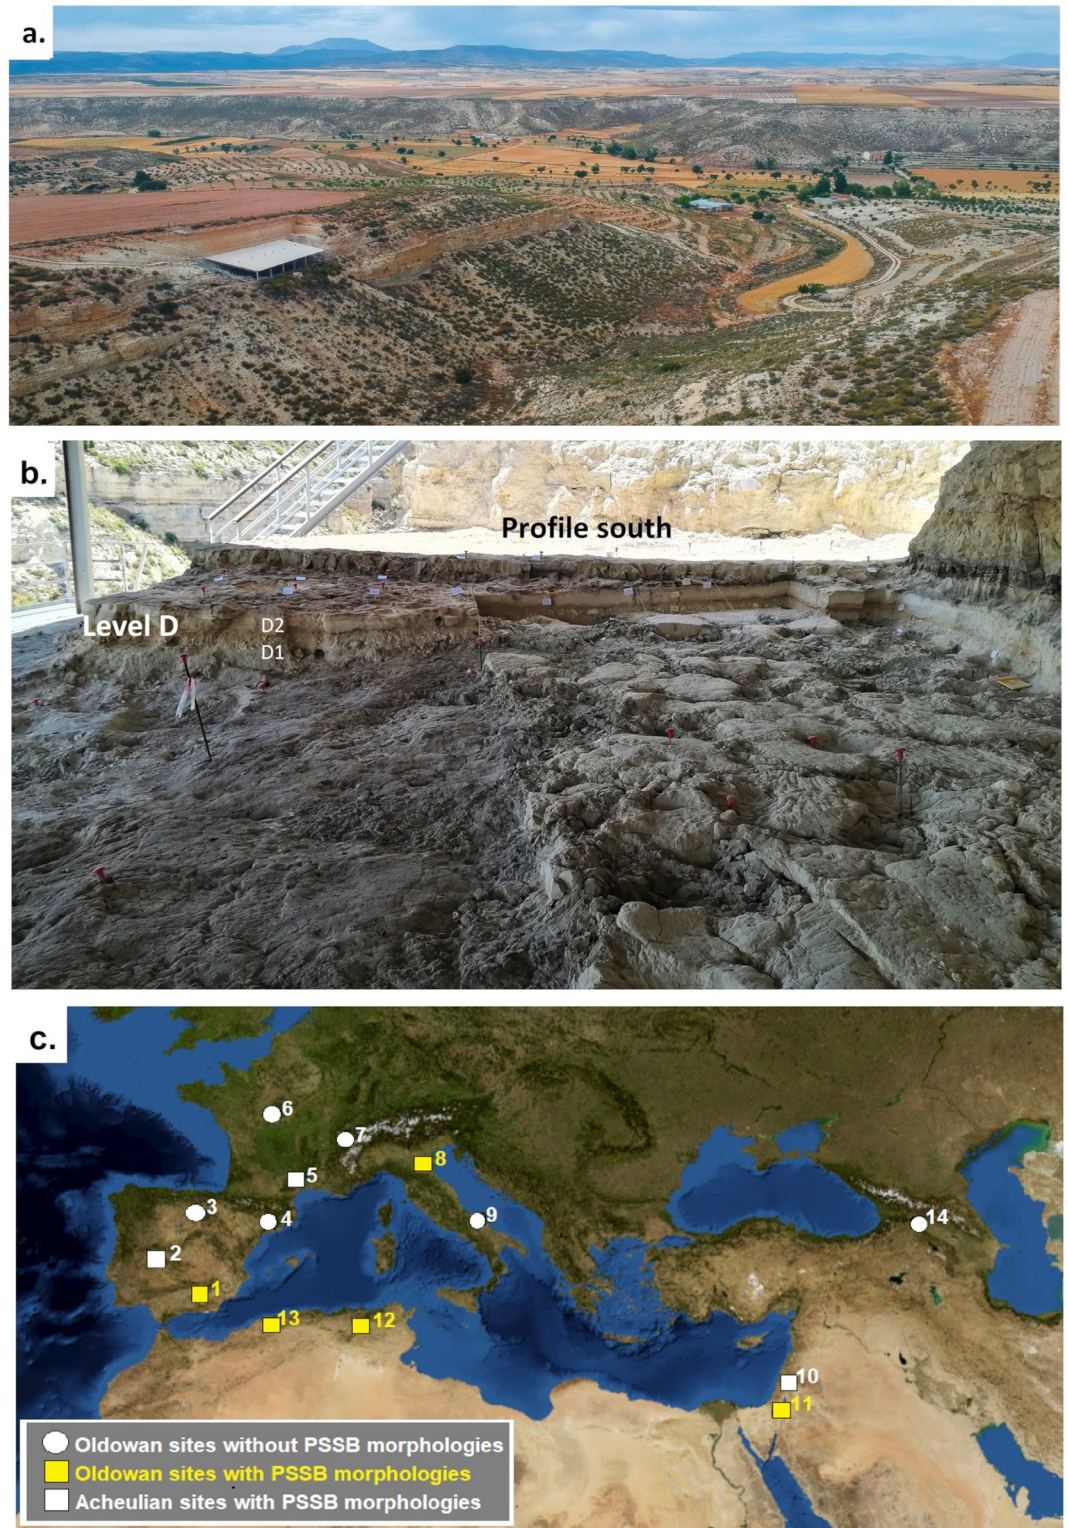 a.
b.
Profile south
Level D
D2
D1
c.
6
7
8
5
3
4
9
14
2
1
13
12
10
11
Oldowan sites without PSSB morphologies
Oldowan sites with PSSB morphologies
Acheulian sites with PSSB morphologies